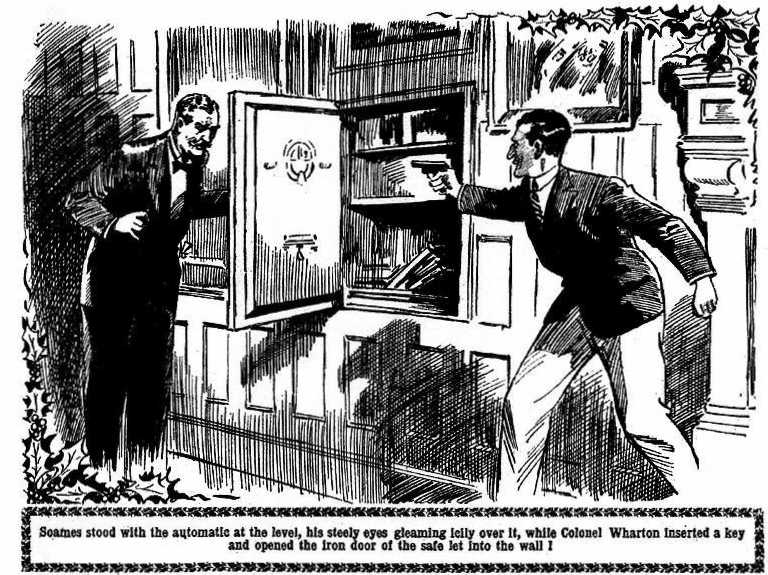 Soames stood with the automatic at the level, his steely eyes gleaming icily over it, while Colonel Wharton inserted a key
and opened the iron door of the safe let into the wall !